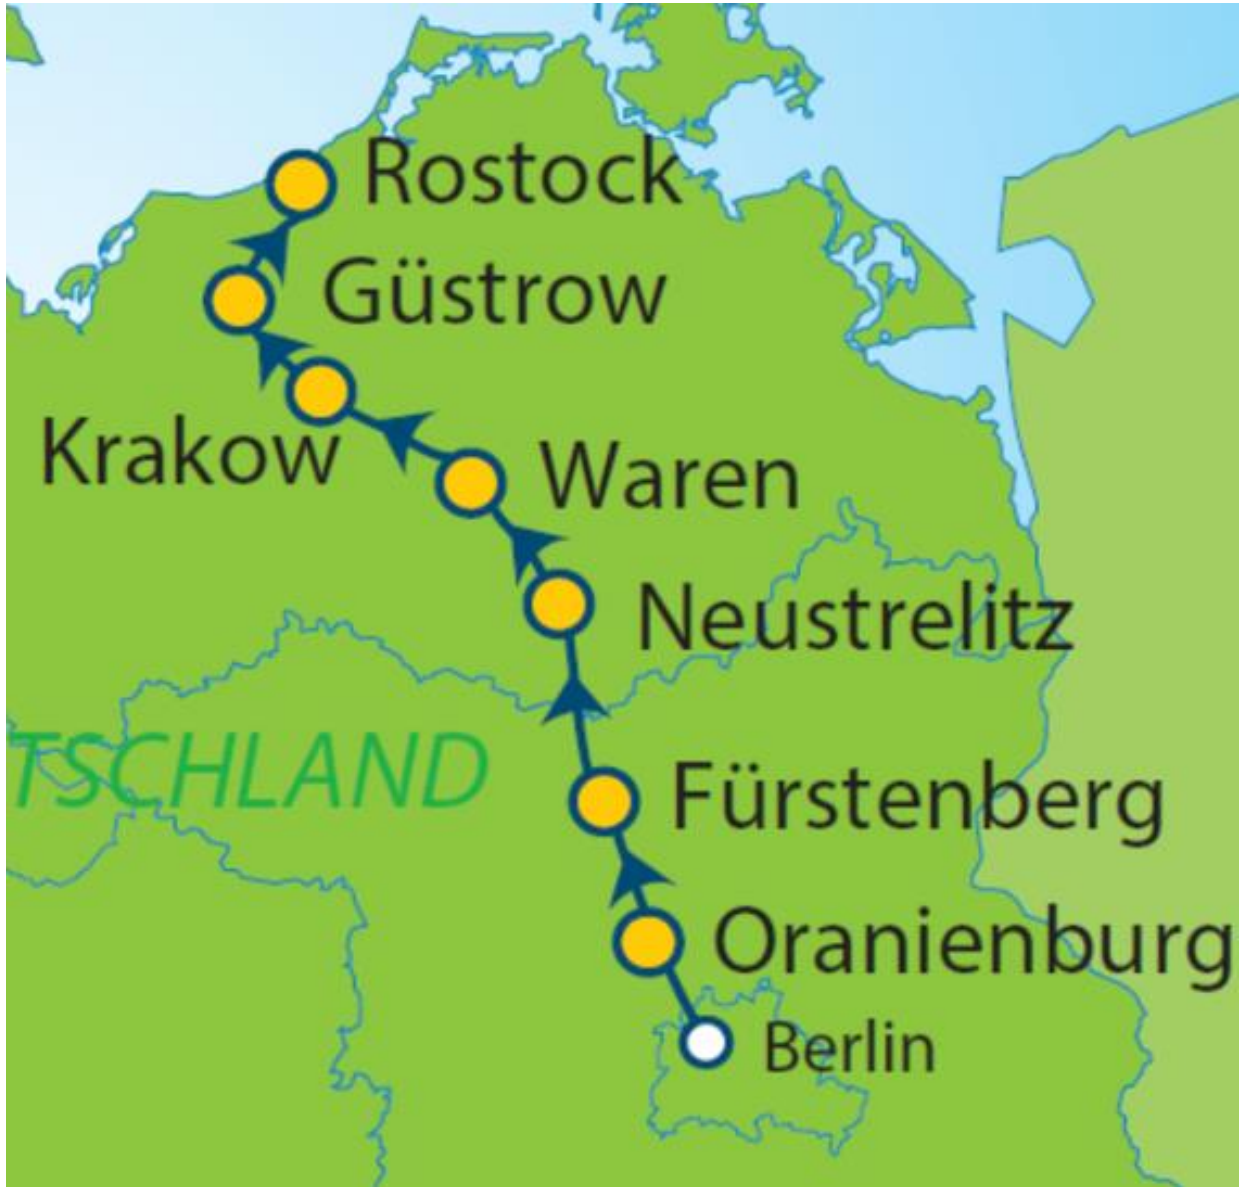 Rostock
Güstrow
Krakow
Waren
Neustrelitz
TSCHLAND
Fürstenberg
Oranienburg
Berlin